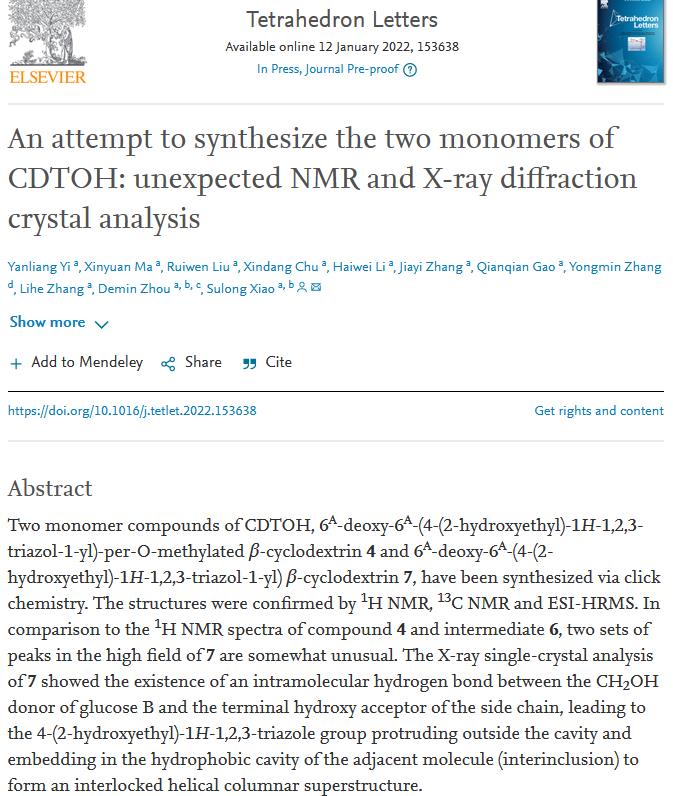 Tetrahedron Letters
Available online 12 January 2022, 153638
In Press, Journal Pre-proof ?
ELSEVIER
Tetrahedron
Letters
An attempt to synthesize the two monomers of
CDTOH: unexpected NMR and X-ray diffraction
crystal analysis
Yanliang Yi ᵃ, Xinyuan Ma ᵃ, Ruiwen Liu ᵃ, Xindang Chu ᵃ, Haiwei Li ᵃ, Jiayi Zhang ᵃ, Qianqian Gao ᵃ, Yongmin Zhang
ᵈ, Lihe Zhang ᵃ, Demin Zhou ᵃ, ᵇ, ᶜ, Sulong Xiao ᵃ, ᵇ
Show more
+ Add to Mendeley Share Cite
https://doi.org/10.1016/j.tetlet.2022.153638 Get rights and content
Abstract
Two monomer compounds of CDTOH, 6ᴬ-deoxy-6ᴬ-(4-(2-hydroxyethyl)-1H-1,2,3-
triazol-1-yl)-per-O-methylated β-cyclodextrin 4 and 6ᴬ-deoxy-6ᴬ-(4-(2-
hydroxyethyl)-1H-1,2,3-triazol-1-yl) β-cyclodextrin 7, have been synthesized via click
chemistry. The structures were confirmed by ¹H NMR, ¹³C NMR and ESI-HRMS. In
comparison to the ¹H NMR spectra of compound 4 and intermediate 6, two sets of
peaks in the high field of 7 are somewhat unusual. The X-ray single-crystal analysis
of 7 showed the existence of an intramolecular hydrogen bond between the CH₂OH
donor of glucose B and the terminal hydroxy acceptor of the side chain, leading to
the 4-(2-hydroxyethyl)-1H-1,2,3-triazole group protruding outside the cavity and
embedding in the hydrophobic cavity of the adjacent molecule (interinclusion) to
form an interlocked helical columnar superstructure.